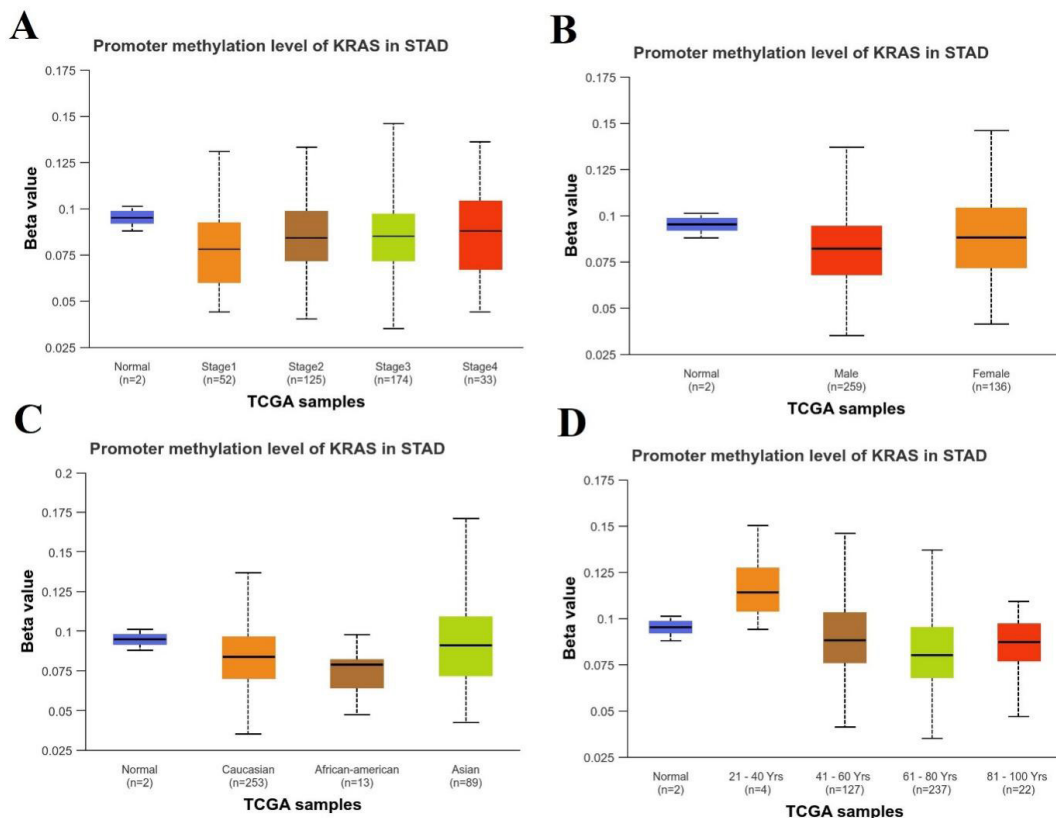 A
Promoter methylation level of KRAS in STAD
0.175
0.15
0.125
0.1
0.075
0.05
0.025
Beta value
Normal
(n=2)
Stage1
(n=52)
Stage2
(n=125)
Stage3
(n=174)
Stage4
(n=33)
TCGA samples
B
Promoter methylation level of KRAS in STAD
0.175
0.15
0.125
0.1
0.075
0.05
0.025
Beta value
Normal
(n=2)
Male
(n=259)
Female
(n=136)
TCGA samples
C
Promoter methylation level of KRAS in STAD
0.2
0.175
0.15
0.125
0.1
0.075
0.05
0.025
Beta value
Normal
(n=2)
Caucasian
(n=253)
African-american
(n=13)
Asian
(n=89)
TCGA samples
D
Promoter methylation level of KRAS in STAD
0.175
0.15
0.125
0.1
0.075
0.05
0.025
Beta value
Normal
(n=2)
21 - 40 Yrs
(n=4)
41 - 60 Yrs
(n=127)
61 - 80 Yrs
(n=237)
81 - 100 Yrs
(n=22)
TCGA samples